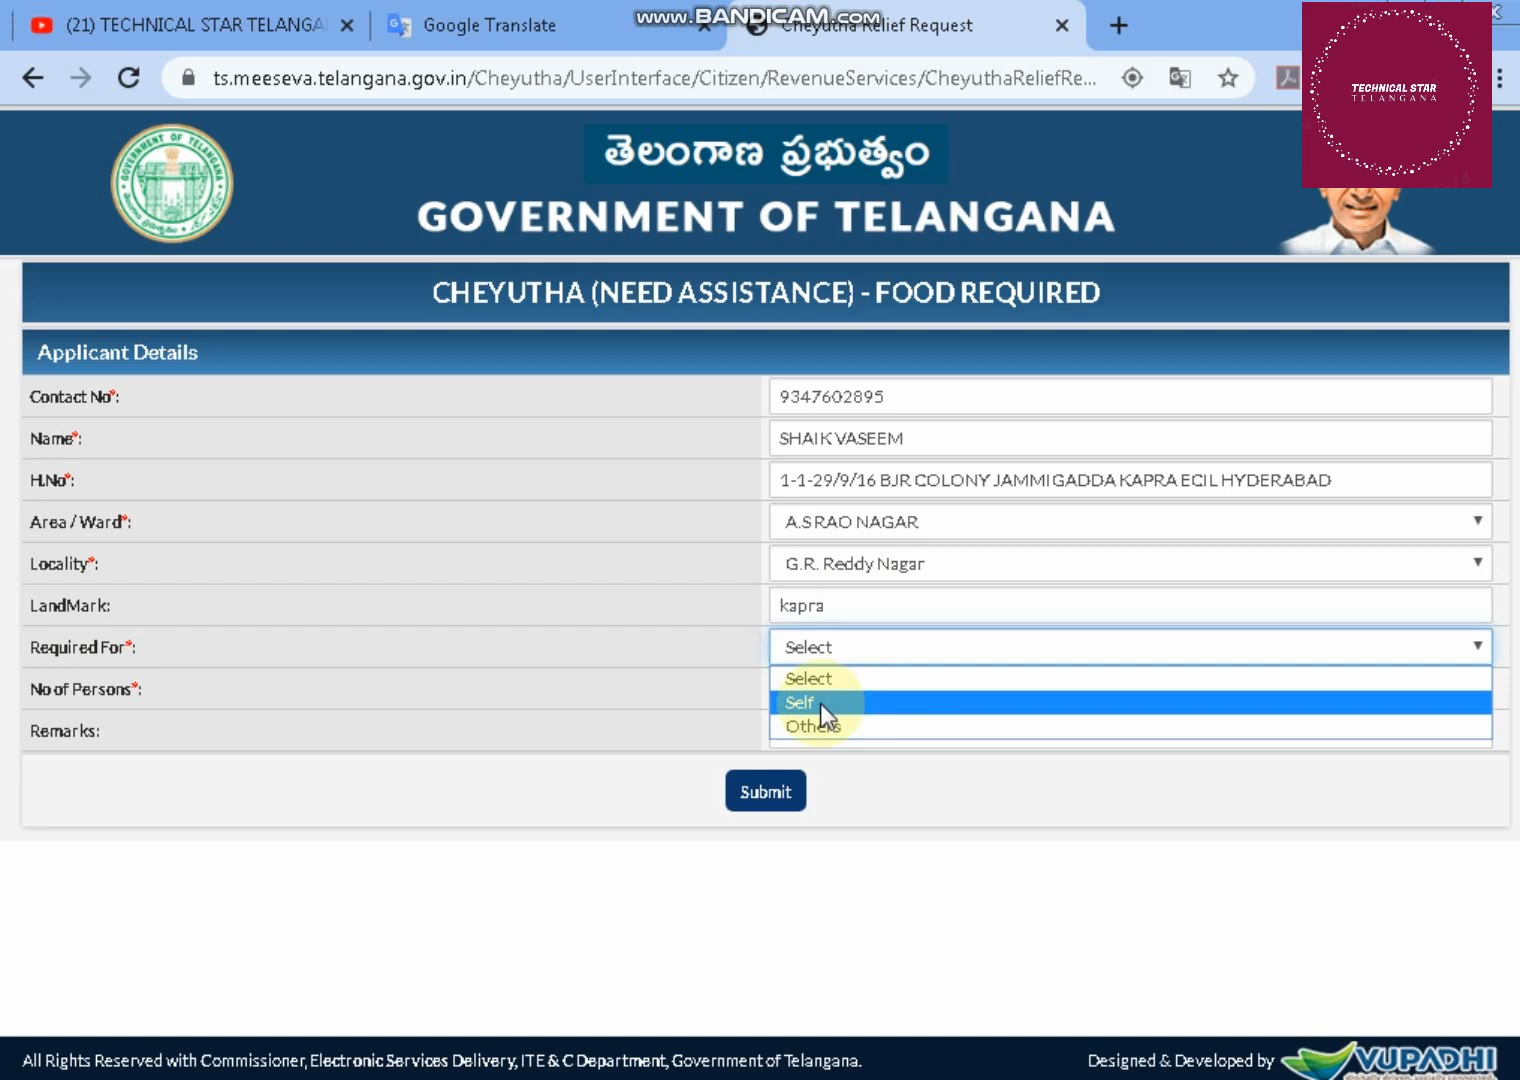 (21) TECHNICAL STAR TELANGA
Google Translate
www.BANDICAM.com
Cheyutha Relief Request
ts.meeseva.telangana.gov.in/Cheyutha/UserInterface/Citizen/RevenueServices/CheyuthaReliefRe...
TECHNICAL STAR
TELANGANA
GOVERNMENT OF TELANGANA
తెలంగాణ ప్రభుత్వం
GOVERNMENT OF TELANGANA
CHEYUTHA (NEED ASSISTANCE) - FOOD REQUIRED
Applicant Details
Contact No*: 9347602895
Name*: SHAIK VASEEM
H.No*: 1-1-29/9/16 BJR COLONY JAMMIGADDA KAPRA ECIL HYDERABAD
Area / Ward*: A.S RAO NAGAR
Locality*: G.R. Reddy Nagar
LandMark: kapra
Required For*: Select
Select
No of Persons*:
Self
Others
Remarks:
Submit
All Rights Reserved with Commissioner, Electronic Services Delivery, ITE & C Department, Government of Telangana.
Designed & Developed by VUPADHI